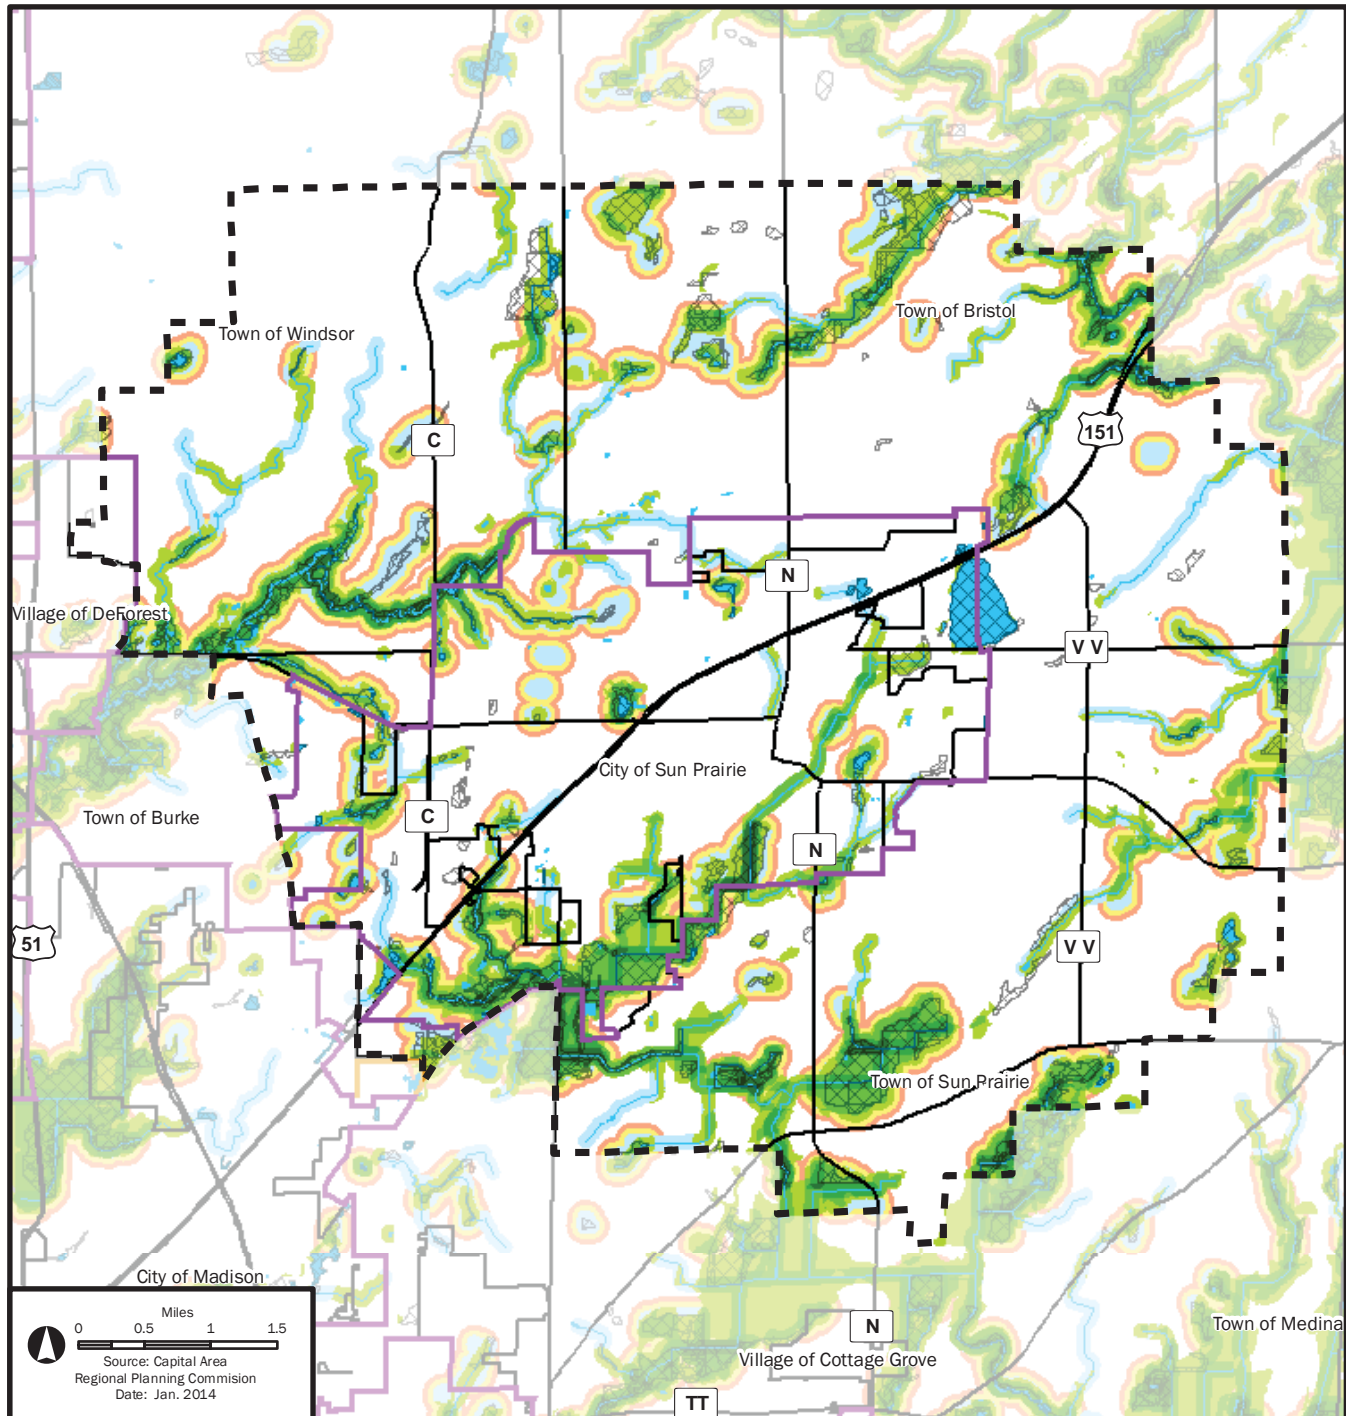 Town of Bristol
Town of Windsor
151
C
N
Village of DeForest
V V
City of Sun Prairie
Town of Burke
C
N
51
V V
Town of Sun Prairie
City of Madison
Miles
0 0.5 1 1.5
Source: Capital Area
Regional Planning Commision
Date: Jan. 2014
N
Town of Medina
Village of Cottage Grove
TT